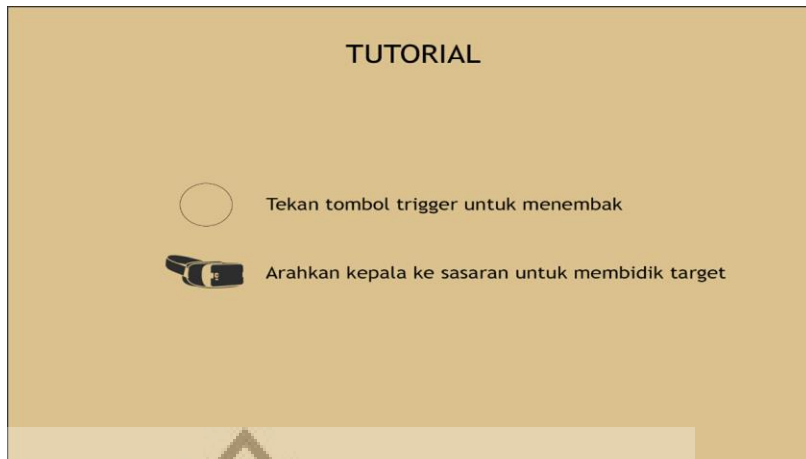 TUTORIAL
Tekan tombol trigger untuk menembak
Arahkan kepala ke sasaran untuk membidik target